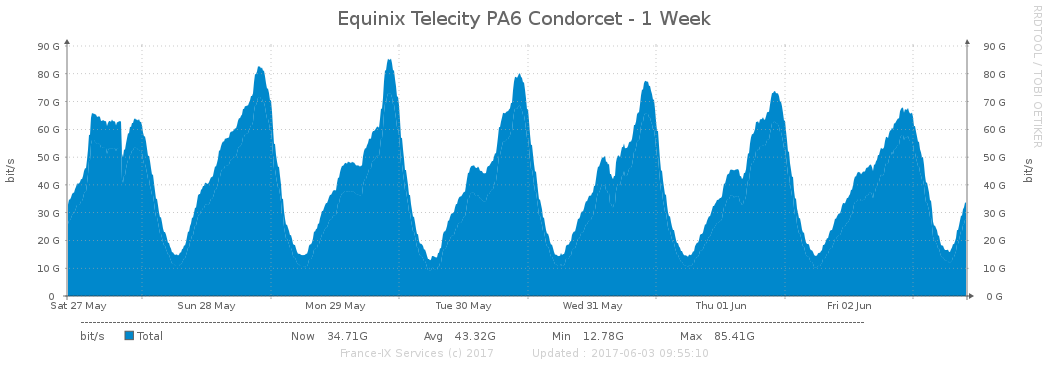 Equinix Telecity PA6 Condorcet - 1 Week
RRDTOOL / TOBI OETIKER
90 G 90 G
80 G 80 G
70 G 70 G
60 G 60 G
50 G 50 G
40 G 40 G
30 G 30 G
20 G 20 G
10 G 10 G
0 0 G
bit/s
bit/s
Sat 27 May Sun 28 May Mon 29 May Tue 30 May Wed 31 May Thu 01 Jun Fri 02 Jun
bit/s Total Now 34.71G Avg 43.32G Min 12.78G Max 85.41G
France-IX Services (c) 2017 Updated : 2017-06-03 09:55:10